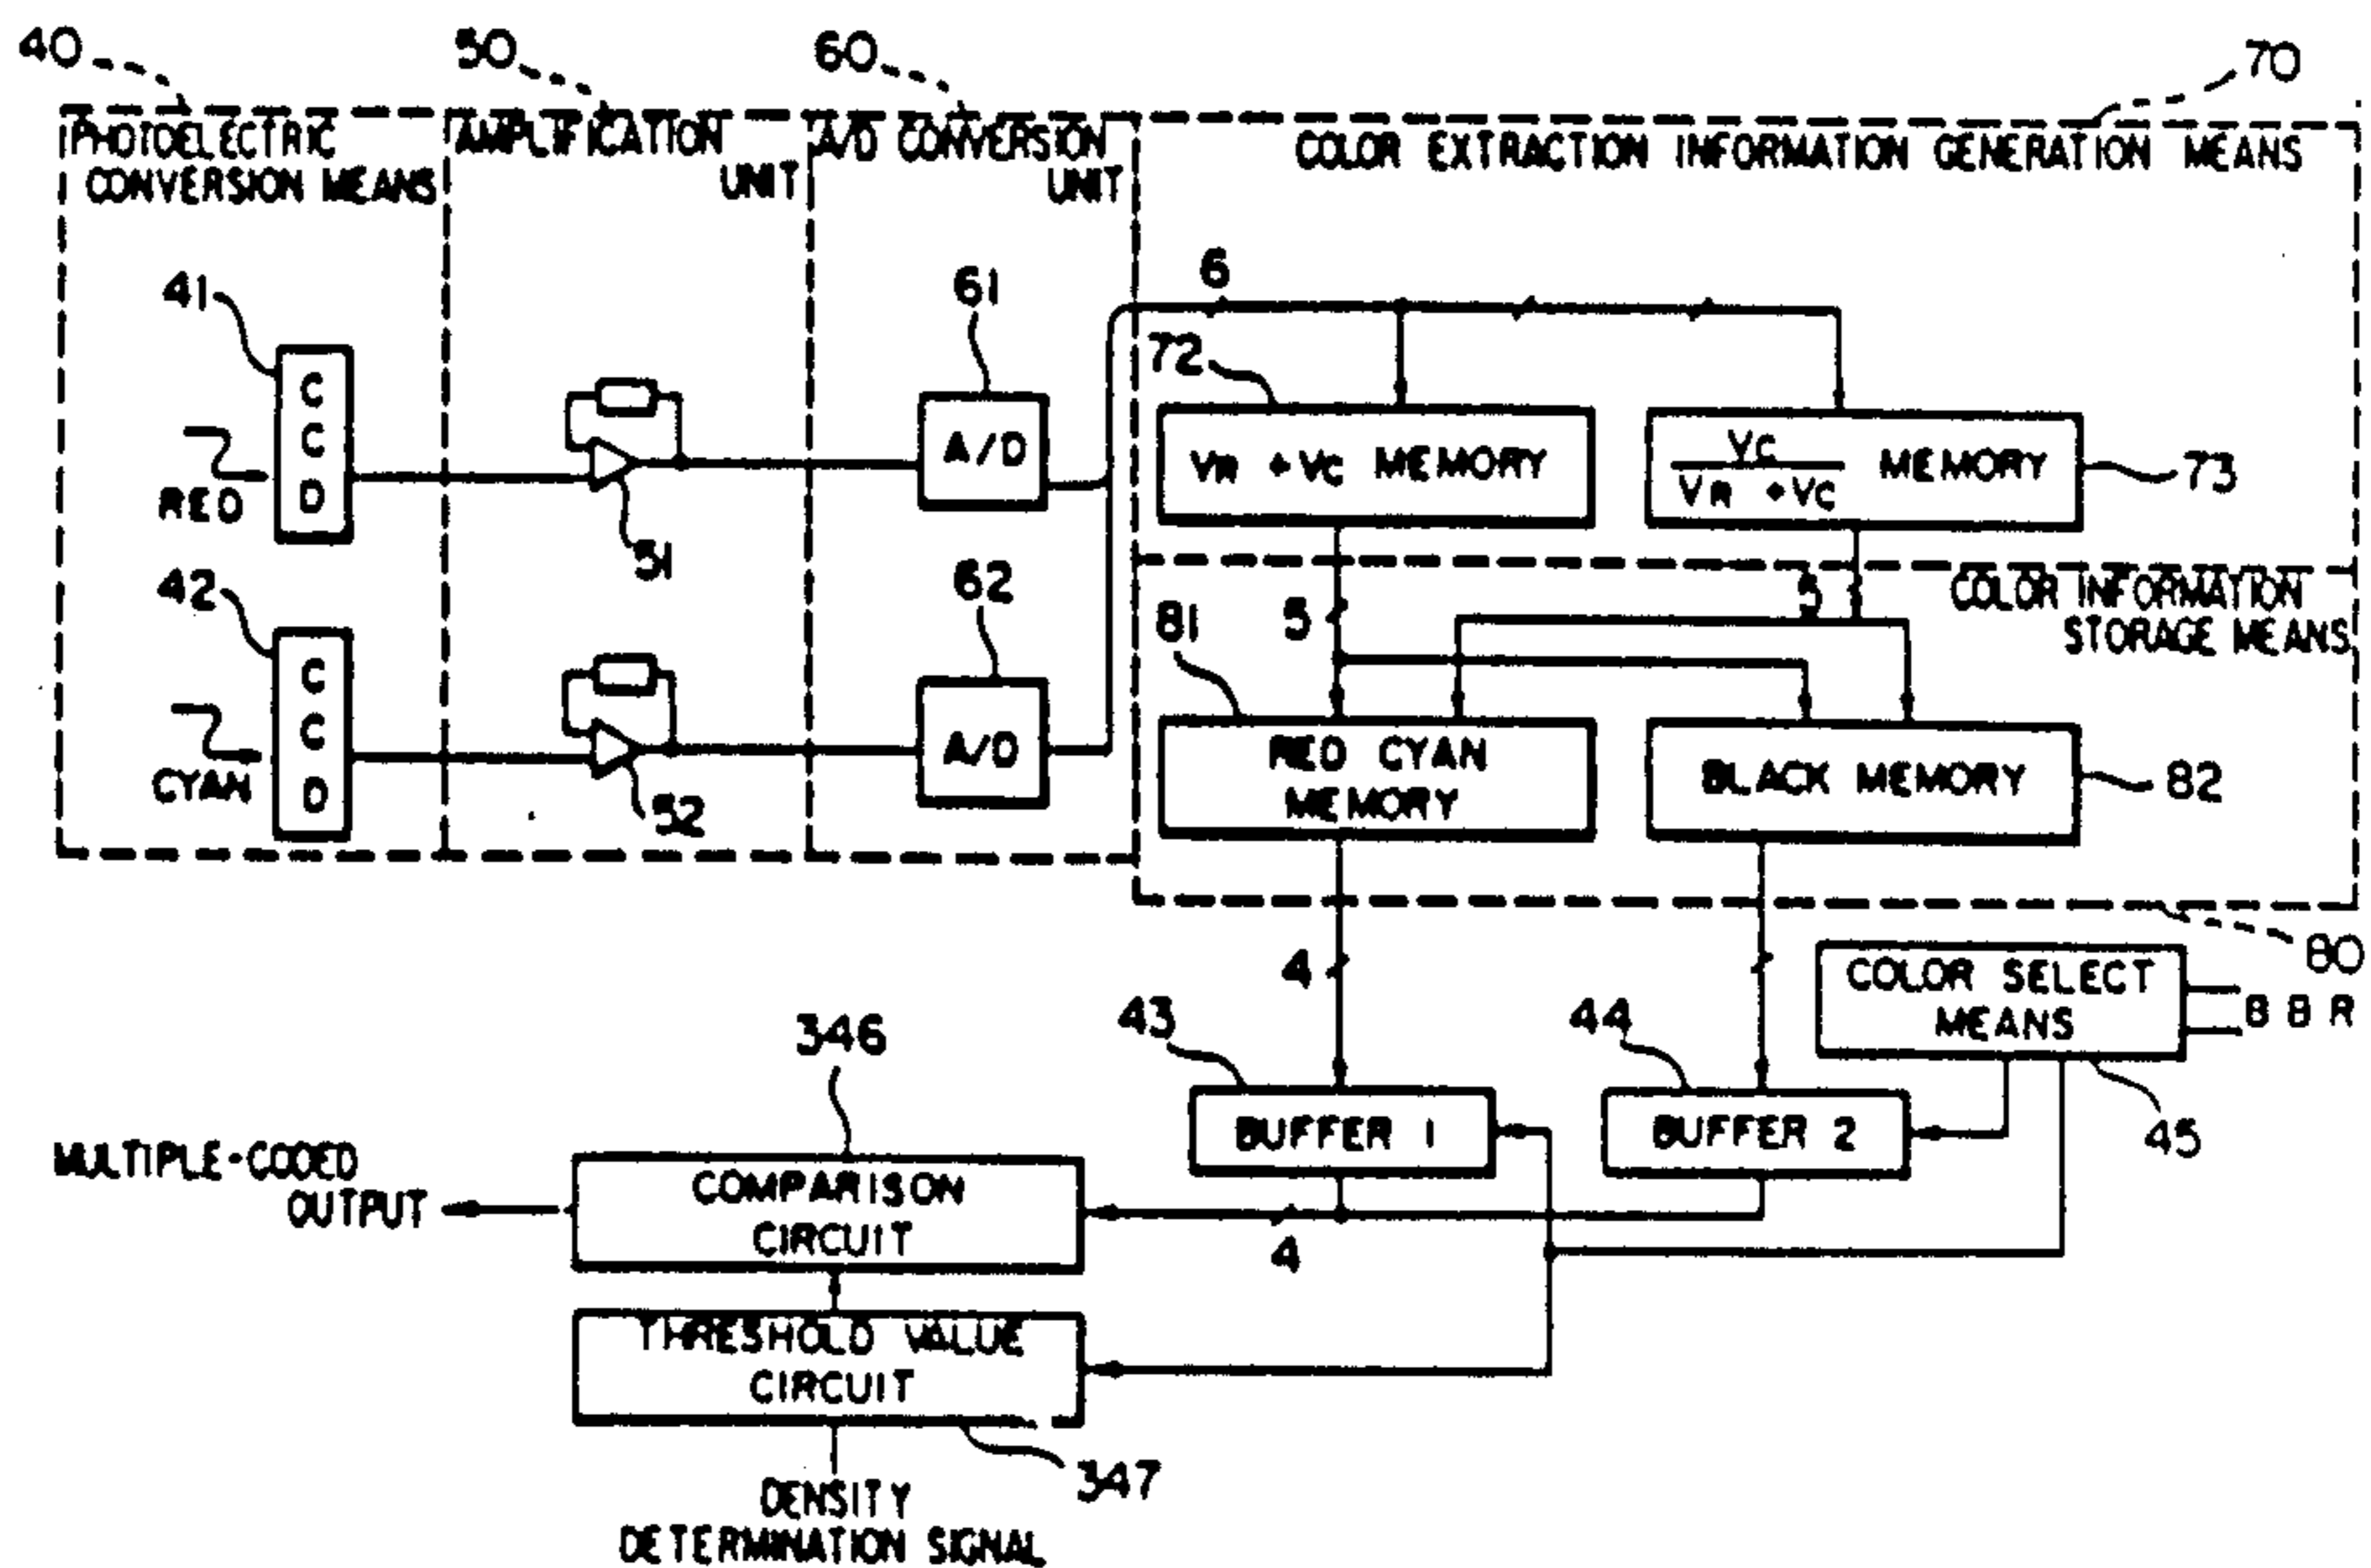 40
50
60
70
PHOTOELECTRIC
CONVERSION MEANS
AMPLIFICATION
UNIT
A/D CONVERSION
UNIT
COLOR EXTRACTION INFORMATION GENERATION MEANS
41
C
C
D
RED
51
61
A/D
6
72
VR + VC MEMORY
VC
VR + VC
MEMORY
73
42
C
C
D
CYAN
52
62
A/D
5
5
COLOR INFORMATION
STORAGE MEANS
81
RED CYAN
MEMORY
BLACK MEMORY
82
80
4
43
BUFFER 1
44
BUFFER 2
COLOR SELECT
MEANS
B B R
45
346
MULTIPLE-CODED
OUTPUT
COMPARISON
CIRCUIT
4
THRESHOLD VALUE
CIRCUIT
347
DENSITY
DETERMINATION SIGNAL